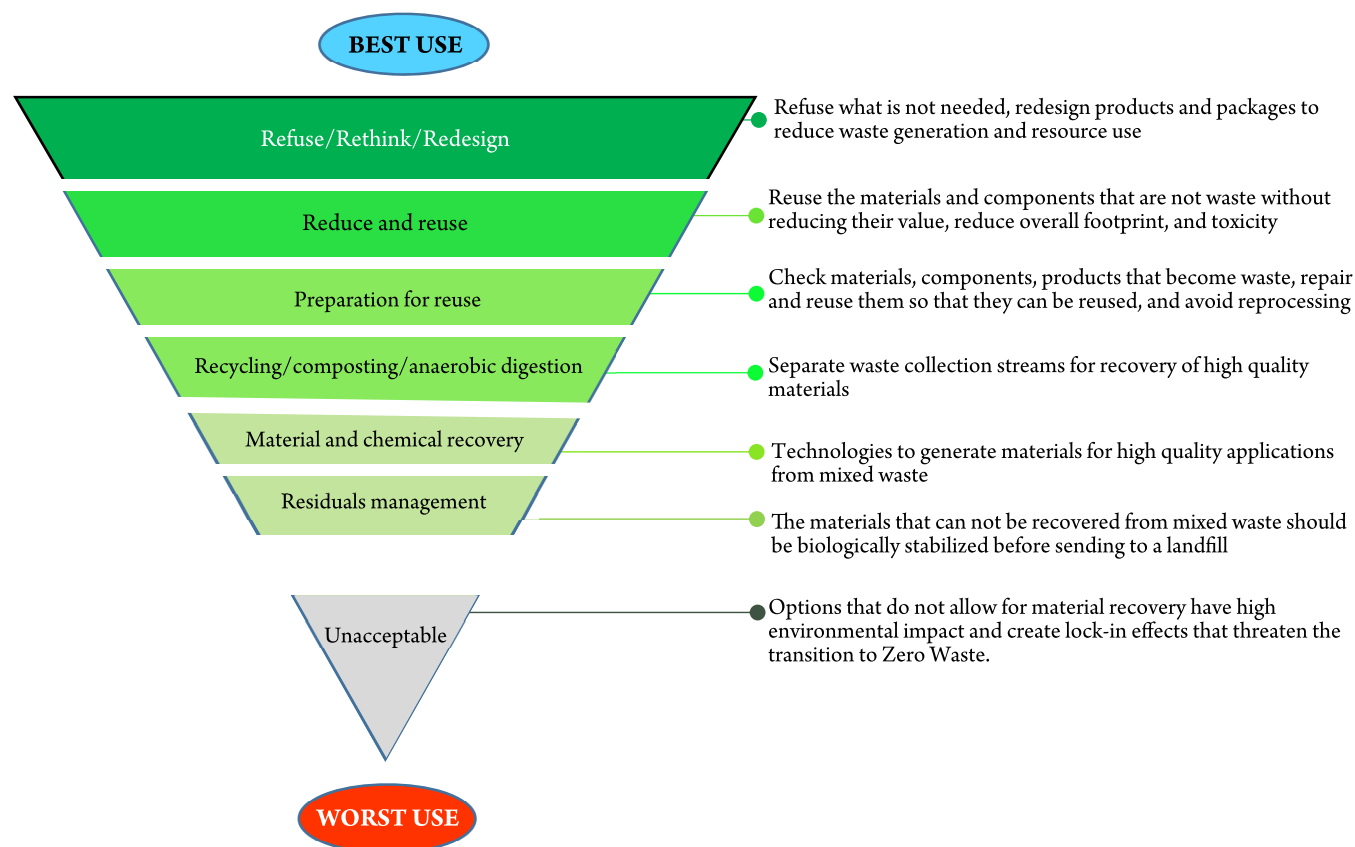 BEST USE
Refuse/Rethink/Redesign
Refuse what is not needed, redesign products and packages to
reduce waste generation and resource use
Reduce and reuse
Reuse the materials and components that are not waste without
reducing their value, reduce overall footprint, and toxicity
Preparation for reuse
Check materials, components, products that become waste, repair
and reuse them so that they can be reused, and avoid reprocessing
Recycling/composting/anaerobic digestion
Separate waste collection streams for recovery of high quality
materials
Material and chemical recovery
Technologies to generate materials for high quality applications
from mixed waste
Residuals management
The materials that can not be recovered from mixed waste should
be biologically stabilized before sending to a landfill
Unacceptable
Options that do not allow for material recovery have high
environmental impact and create lock-in effects that threaten the
transition to Zero Waste.
WORST USE